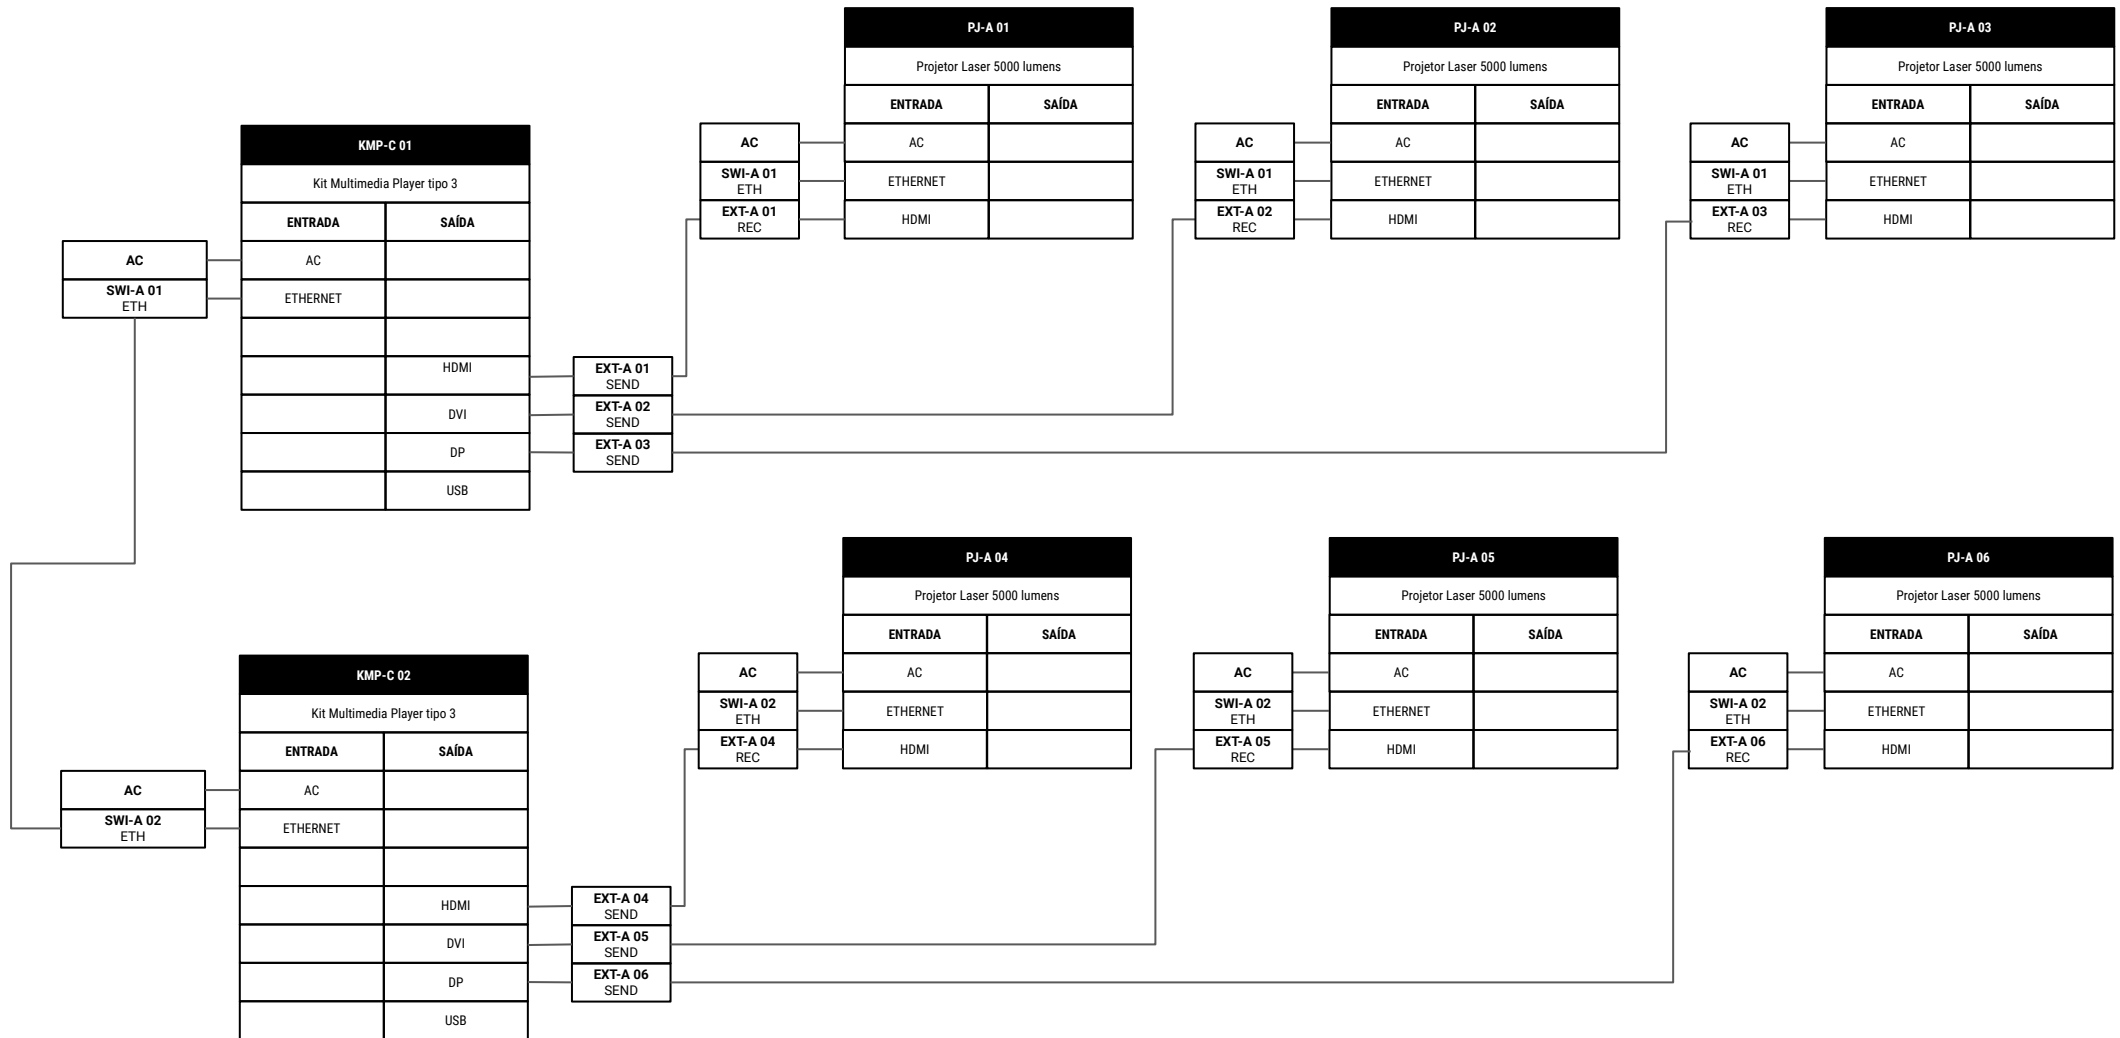 PJ-A 01
Projetor Laser 5000 lumens
ENTRADA SAÍDA
AC AC
SWI-A 01
ETH
ETHERNET
EXT-A 01
REC
HDMI
PJ-A 02
Projetor Laser 5000 lumens
ENTRADA SAÍDA
AC AC
SWI-A 01
ETH
ETHERNET
EXT-A 02
REC
HDMI
PJ-A 03
Projetor Laser 5000 lumens
ENTRADA SAÍDA
AC AC
SWI-A 01
ETH
ETHERNET
EXT-A 03
REC
HDMI
KMP-C 01
Kit Multimedia Player tipo 3
ENTRADA SAÍDA
AC AC
SWI-A 01
ETH
ETHERNET
HDMI
EXT-A 01
SEND
DVI
EXT-A 02
SEND
DP
EXT-A 03
SEND
USB
PJ-A 04
Projetor Laser 5000 lumens
ENTRADA SAÍDA
AC AC
SWI-A 02
ETH
ETHERNET
EXT-A 04
REC
HDMI
PJ-A 05
Projetor Laser 5000 lumens
ENTRADA SAÍDA
AC AC
SWI-A 02
ETH
ETHERNET
EXT-A 05
REC
HDMI
PJ-A 06
Projetor Laser 5000 lumens
ENTRADA SAÍDA
AC AC
SWI-A 02
ETH
ETHERNET
EXT-A 06
REC
HDMI
KMP-C 02
Kit Multimedia Player tipo 3
ENTRADA SAÍDA
AC AC
SWI-A 02
ETH
ETHERNET
HDMI
EXT-A 04
SEND
DVI
EXT-A 05
SEND
DP
EXT-A 06
SEND
USB